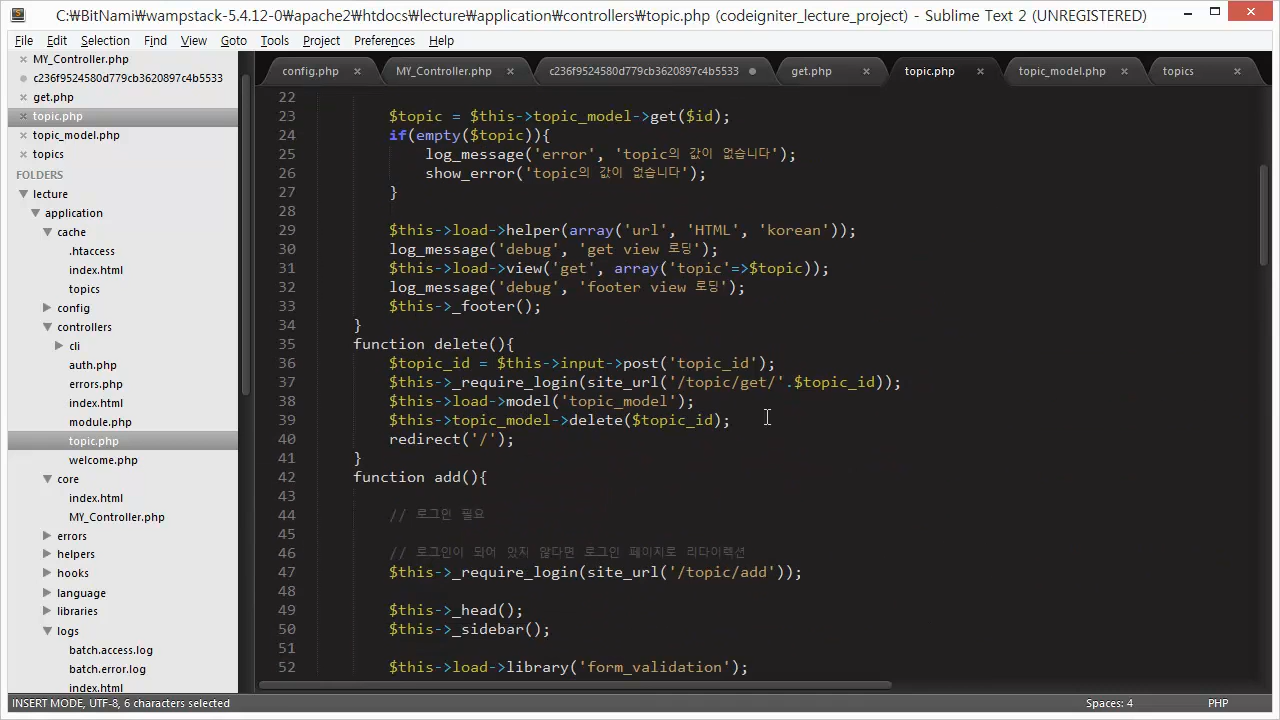 C:₩BitNami₩wampstack-5.4.12-0₩apache2₩htdocs₩lecture₩application₩controllers₩topic.php (codeigniter_lecture_project) - Sublime Text 2 (UNREGISTERED)
File Edit Selection Find View Goto Tools Project Preferences Help
MY_Controller.php
c236f9524580d779cb3620897c4b5533
get.php
topic.php
topic_model.php
topics
FOLDERS
lecture
application
cache
.htaccess
index.html
topics
config
controllers
cli
auth.php
errors.php
index.html
module.php
topic.php
welcome.php
core
index.html
MY_Controller.php
errors
helpers
hooks
language
libraries
logs
batch.access.log
batch.error.log
index.html
config.php MY_Controller.php c236f9524580d779cb3620897c4b5533 get.php topic.php topic_model.php topics
22
23 $topic = $this->topic_model->get($id);
24 if(empty($topic)){
25 log_message('error', 'topic의 값이 없습니다');
26 show_error('topic의 값이 없습니다');
27 }
28
29 $this->load->helper(array('url', 'HTML', 'korean'));
30 log_message('debug', 'get view 로딩');
31 $this->load->view('get', array('topic'=>$topic));
32 log_message('debug', 'footer view 로딩');
33 $this->_footer();
34 }
35 function delete(){
36 $topic_id = $this->input->post('topic_id');
37 $this->_require_login(site_url('/topic/get/'.$topic_id));
38 $this->load->model('topic_model');
39 $this->topic_model->delete($topic_id);
40 redirect('/');
41 }
42 function add(){
43
44 // 로그인 필요
45
46 // 로그인이 되어 있지 않다면 로그인 페이지로 리다이렉션
47 $this->_require_login(site_url('/topic/add'));
48
49 $this->_head();
50 $this->_sidebar();
51
52 $this->load->library('form_validation');
INSERT MODE, UTF-8, 6 characters selected
Spaces: 4
PHP